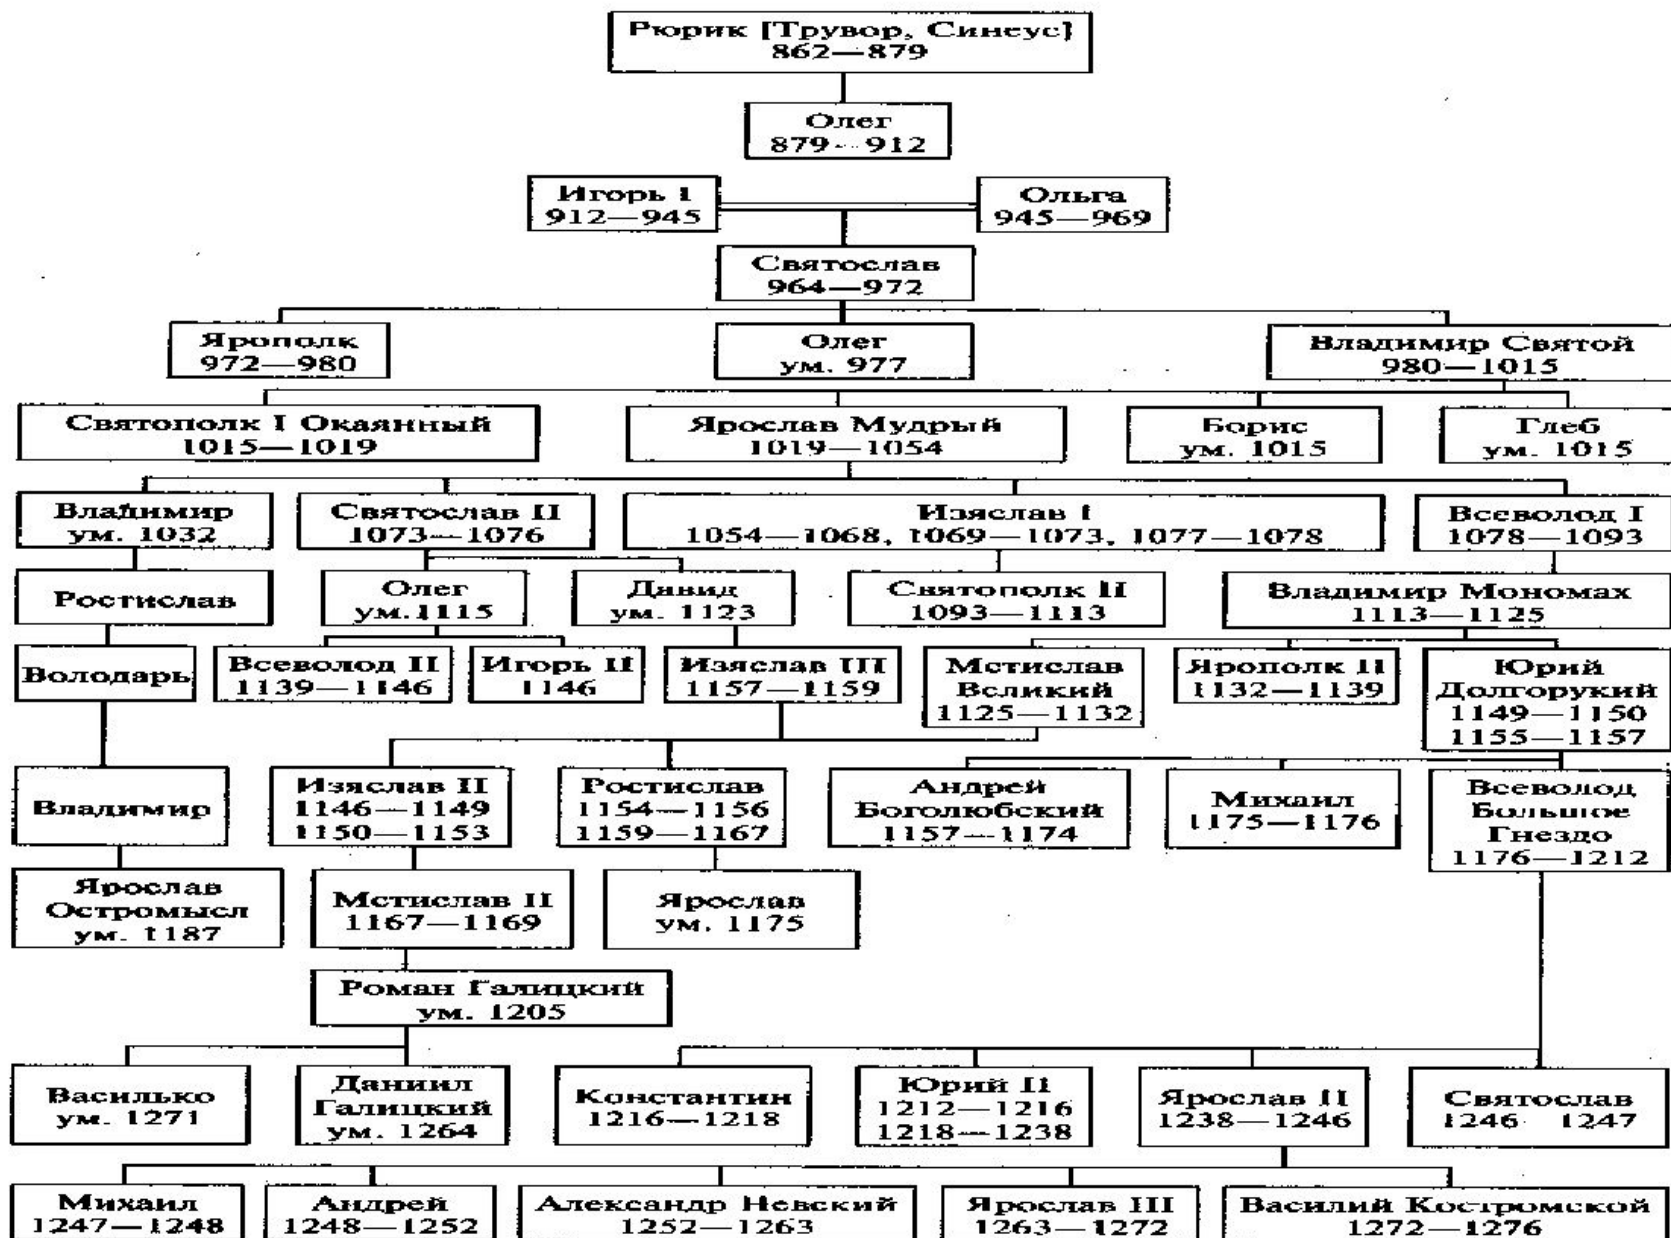 Рюрик [Трувор, Синеус]
862—879
Олег
879—912
Игорь I
912—945
Ольга
945—969
Святослав
964—972
Ярополк
972—980
Олег
ум. 977
Владимир Святой
980—1015
Святополк I Окаянный
1015—1019
Ярослав Мудрый
1019—1054
Борис
ум. 1015
Глеб
ум. 1015
Владимир
ум. 1032
Святослав II
1073—1076
Изяслав I
1054—1068, 1069—1073, 1077—1078
Всеволод I
1078—1093
Ростислав
Олег
ум.1115
Давид
ум. 1123
Святополк II
1093—1113
Владимир Мономах
1113—1125
Володарь
Всеволод II
1139—1146
Игорь II
1146
Изяслав III
1157—1159
Мстислав
Великий
1125—1132
Ярополк II
1132—1139
Юрий
Долгорукий
1149—1150
1155—1157
Владимир
Изяслав II
1146—1149
1150—1153
Ростислав
1154—1156
1159—1167
Андрей
Боголюбский
1157—1174
Михаил
1175—1176
Всеволод
Большое
Гнездо
1176—1212
Ярослав
Остромысл
ум. 1187
Мстислав II
1167—1169
Ярослав
ум. 1175
Роман Галицкий
ум. 1205
Василько
ум. 1271
Даниил
Галицкий
ум. 1264
Константин
1216—1218
Юрий II
1212—1216
1218—1238
Ярослав II
1238—1246
Святослав
1246 1247
Михаил
1247—1248
Андрей
1248—1252
Александр Невский
1252—1263
Ярослав III
1263—1272
Василий Костромской
1272—1276